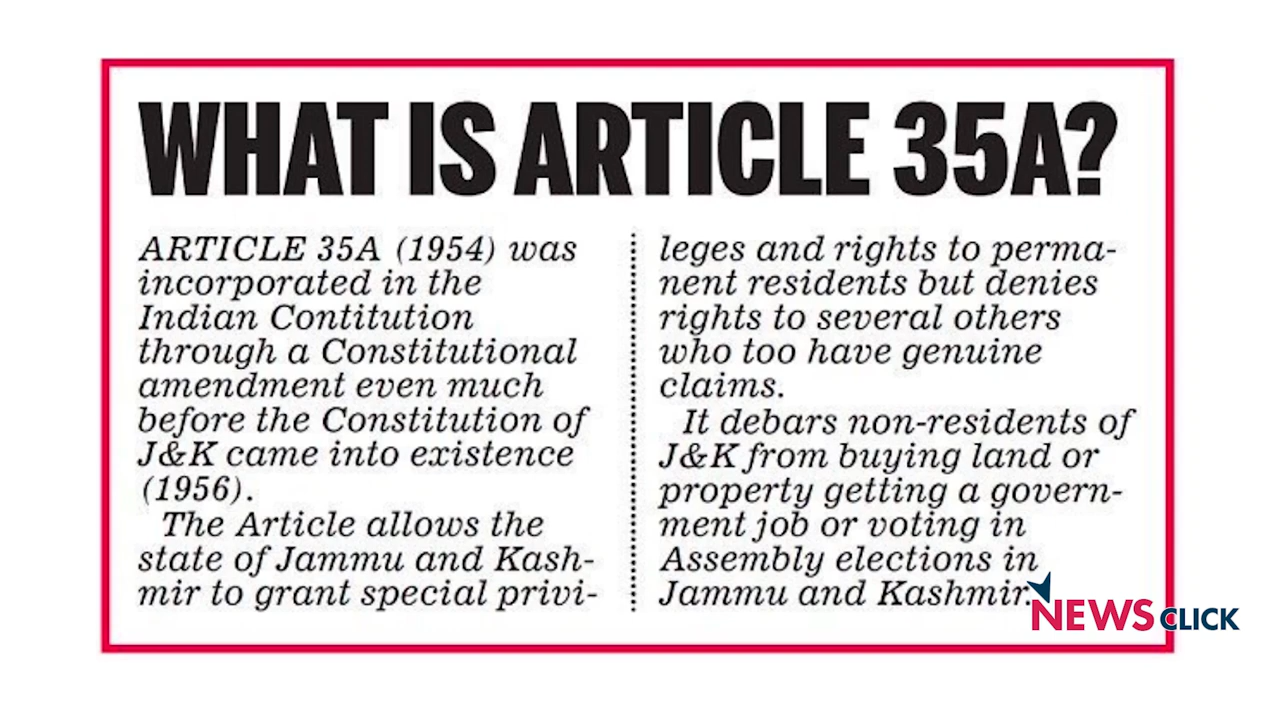 WHAT IS ARTICLE 35A?
ARTICLE 35A (1954) was
incorporated in the
Indian Contitution
through a Constitutional
amendment even much
before the Constitution of
J&K came into existence
(1956).
The Article allows the
state of Jammu and Kash-
mir to grant special privi-
leges and rights to perma-
nent residents but denies
rights to several others
who too have genuine
claims.
It debars non-residents of
J&K from buying land or
property getting a govern-
ment job or voting in
Assembly elections in
Jammu and Kashmir.
NEWSCLICK